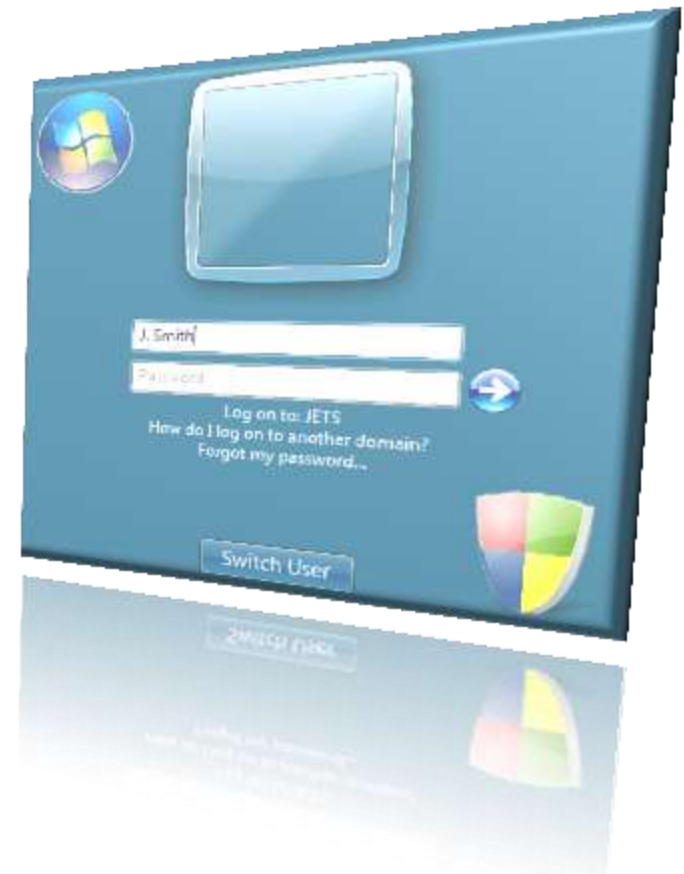 J. Smith
Password
Log on to: JETS
How do I log on to another domain?
Forgot my password...
Switch User